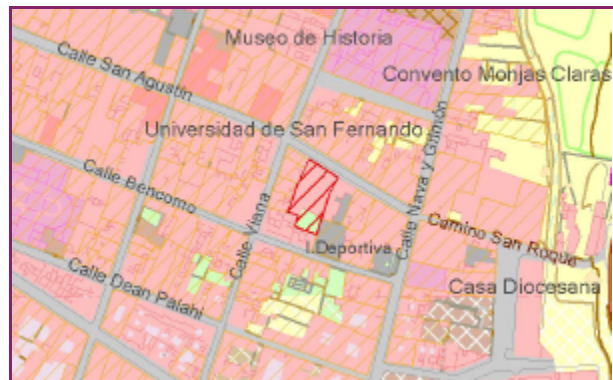 Museo de Historia
Calle San Agustín
Convento Monjas Claras
Universidad de San Fernando
Calle Nava y Grimón
Calle Bencomo
Calle Viana
Camino San Roque
I.Deportiva
Calle Dean Palahi
Casa Diocesana